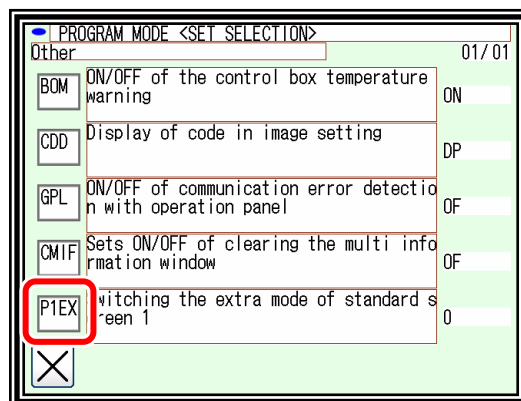 PROGRAM MODE <SET SELECTION>
Other 01/01
BOM ON/OFF of the control box temperature
warning ON
CDD Display of code in image setting
DP
GPL ON/OFF of communication error detectio
n with operation panel OF
CMIF Sets ON/OFF of clearing the multi info
rmation window OF
P1EX witching the extra mode of standard s
reen 1 0